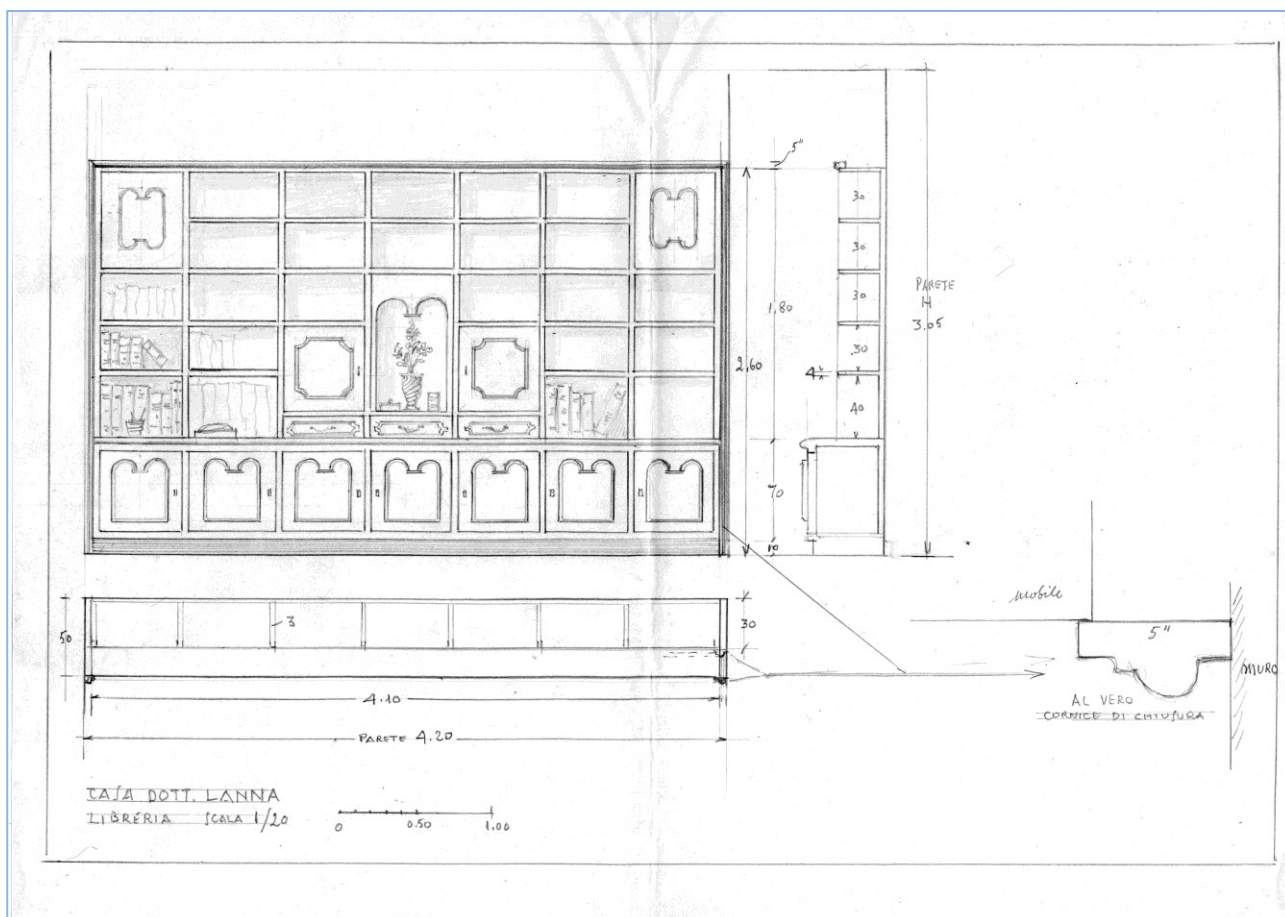 5"
30
30
30
30
4
40
1.80
2.60
70
10
PARETE
H
3.05
50
3
30
4.10
PARETE 4.20
mobile
5"
MURO
AL VERO
CORNICE DI CHIUSURA
CASA DOTT. LANNA
LIBRERIA SCALA 1/20
0 0.50 1.00